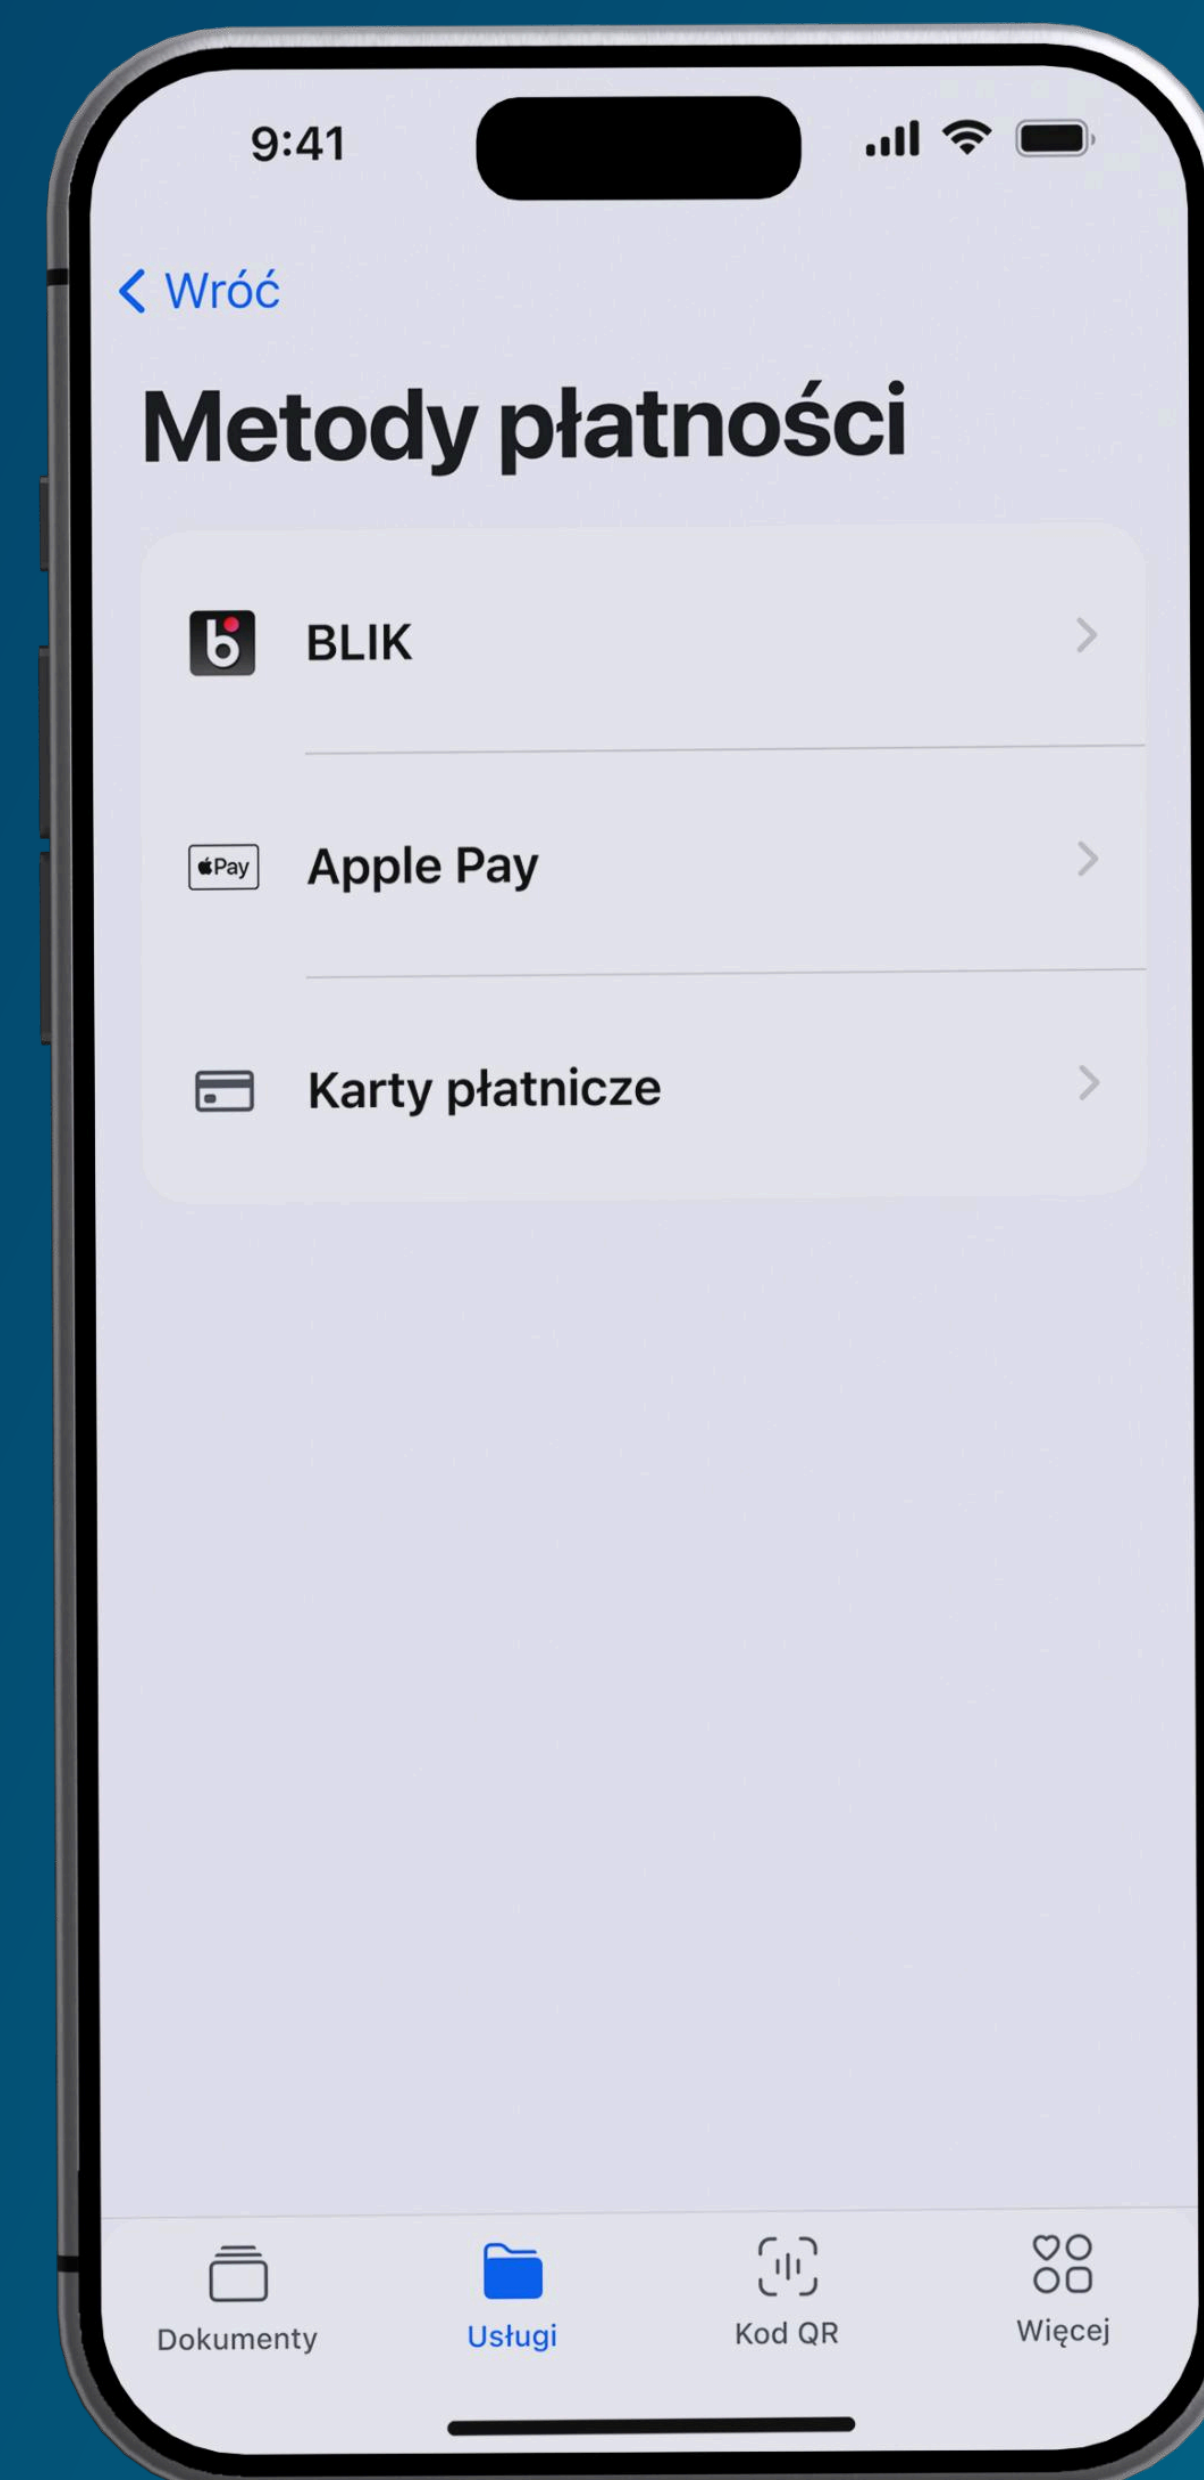 9:41
Wróć
Metody płatności
BLIK
Pay
Apple Pay
Karty płatnicze
Dokumenty
Usługi
Kod QR
Więcej